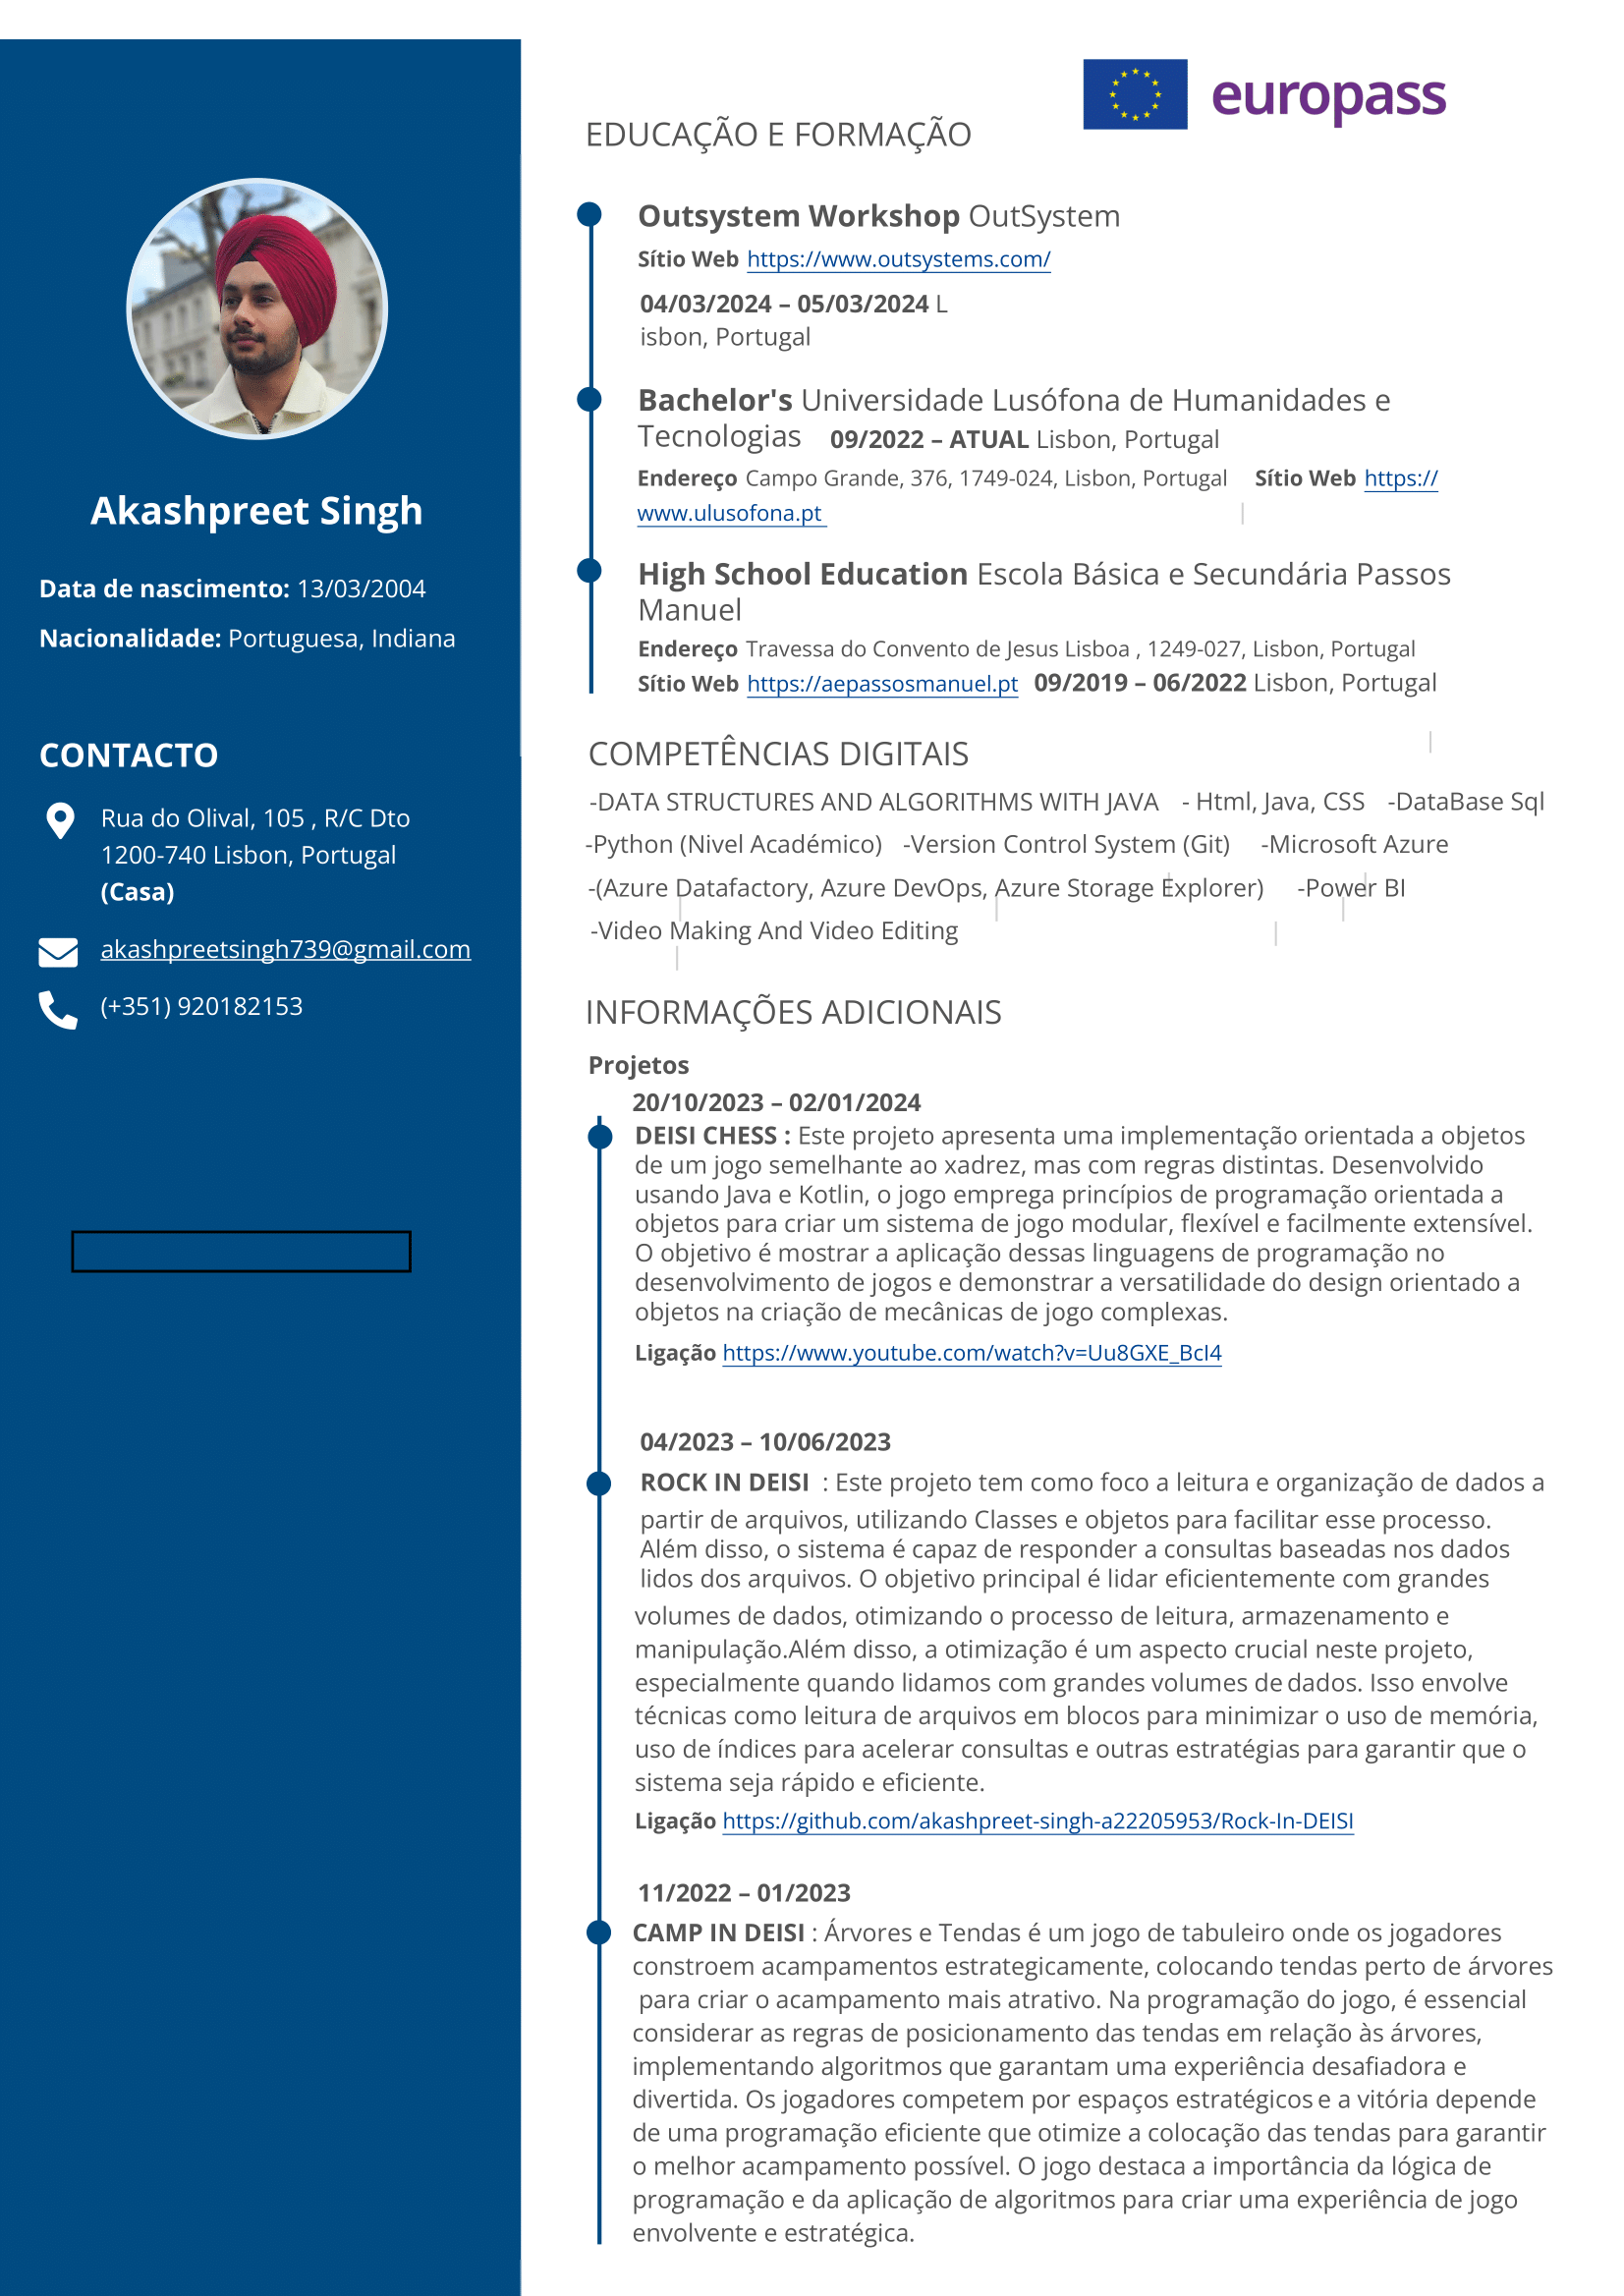 Akashpreet Singh
Data de nascimento: 13/03/2004
Nacionalidade: Portuguesa, Indiana
CONTACTO
Rua do Olival, 105 , R/C Dto
1200-740 Lisbon, Portugal
(Casa)
akashpreetsingh739@gmail.com
(+351) 920182153
europass
EDUCAÇÃO E FORMAÇÃO
Outsystem Workshop OutSystem
Sítio Web https://www.outsystems.com/
04/03/2024 – 05/03/2024 L
isbon, Portugal
Bachelor's Universidade Lusófona de Humanidades e
Tecnologias 09/2022 – ATUAL Lisbon, Portugal
Endereço Campo Grande, 376, 1749-024, Lisbon, Portugal Sítio Web https://
www.ulusofona.pt
High School Education Escola Básica e Secundária Passos
Manuel
Endereço Travessa do Convento de Jesus Lisboa , 1249-027, Lisbon, Portugal
Sítio Web https://aepassosmanuel.pt 09/2019 – 06/2022 Lisbon, Portugal
COMPETÊNCIAS DIGITAIS
-DATA STRUCTURES AND ALGORITHMS WITH JAVA - Html, Java, CSS -DataBase Sql
-Python (Nivel Académico) -Version Control System (Git) -Microsoft Azure
-(Azure Datafactory, Azure DevOps, Azure Storage Explorer) -Power BI
-Video Making And Video Editing
INFORMAÇÕES ADICIONAIS
Projetos
20/10/2023 – 02/01/2024
DEISI CHESS : Este projeto apresenta uma implementação orientada a objetos
de um jogo semelhante ao xadrez, mas com regras distintas. Desenvolvido
usando Java e Kotlin, o jogo emprega princípios de programação orientada a
objetos para criar um sistema de jogo modular, flexível e facilmente extensível.
O objetivo é mostrar a aplicação dessas linguagens de programação no
desenvolvimento de jogos e demonstrar a versatilidade do design orientado a
objetos na criação de mecânicas de jogo complexas.
Ligação https://www.youtube.com/watch?v=Uu8GXE_BcI4
04/2023 – 10/06/2023
ROCK IN DEISI : Este projeto tem como foco a leitura e organização de dados a
partir de arquivos, utilizando Classes e objetos para facilitar esse processo.
Além disso, o sistema é capaz de responder a consultas baseadas nos dados
lidos dos arquivos. O objetivo principal é lidar eficientemente com grandes
volumes de dados, otimizando o processo de leitura, armazenamento e
manipulação.Além disso, a otimização é um aspecto crucial neste projeto,
especialmente quando lidamos com grandes volumes de dados. Isso envolve
técnicas como leitura de arquivos em blocos para minimizar o uso de memória,
uso de índices para acelerar consultas e outras estratégias para garantir que o
sistema seja rápido e eficiente.
Ligação https://github.com/akashpreet-singh-a22205953/Rock-In-DEISI
11/2022 – 01/2023
CAMP IN DEISI : Árvores e Tendas é um jogo de tabuleiro onde os jogadores
constroem acampamentos estrategicamente, colocando tendas perto de árvores
para criar o acampamento mais atrativo. Na programação do jogo, é essencial
considerar as regras de posicionamento das tendas em relação às árvores,
implementando algoritmos que garantam uma experiência desafiadora e
divertida. Os jogadores competem por espaços estratégicos e a vitória depende
de uma programação eficiente que otimize a colocação das tendas para garantir
o melhor acampamento possível. O jogo destaca a importância da lógica de
programação e da aplicação de algoritmos para criar uma experiência de jogo
envolvente e estratégica.